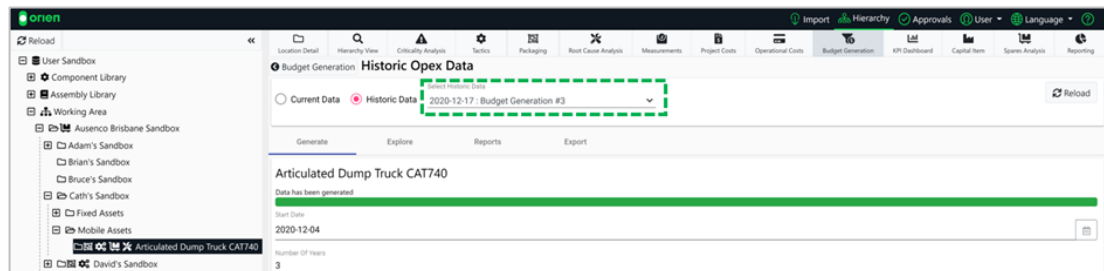 orien
Import Hierarchy Approvals User Language
Reload
Location Detail Hierarchy View Criticality Analysis Tactics Packaging Root Cause Analysis Measurements Project Costs Operational Costs Budget Generation KPI Dashboard Capital Item Spares Analysis Reporting
User Sandbox
Component Library
Assembly Library
Working Area
Ausenco Brisbane Sandbox
Adam's Sandbox
Brian's Sandbox
Bruce's Sandbox
Cath's Sandbox
Fixed Assets
Mobile Assets
Articulated Dump Truck CAT740
David's Sandbox
Budget Generation Historic Opex Data
Select Historic Data
Current Data Historic Data 2020-12-17 : Budget Generation #3
Reload
Generate Explore Reports Export
Articulated Dump Truck CAT740
Data has been generated
Start Date
2020-12-04
Number Of Years
3